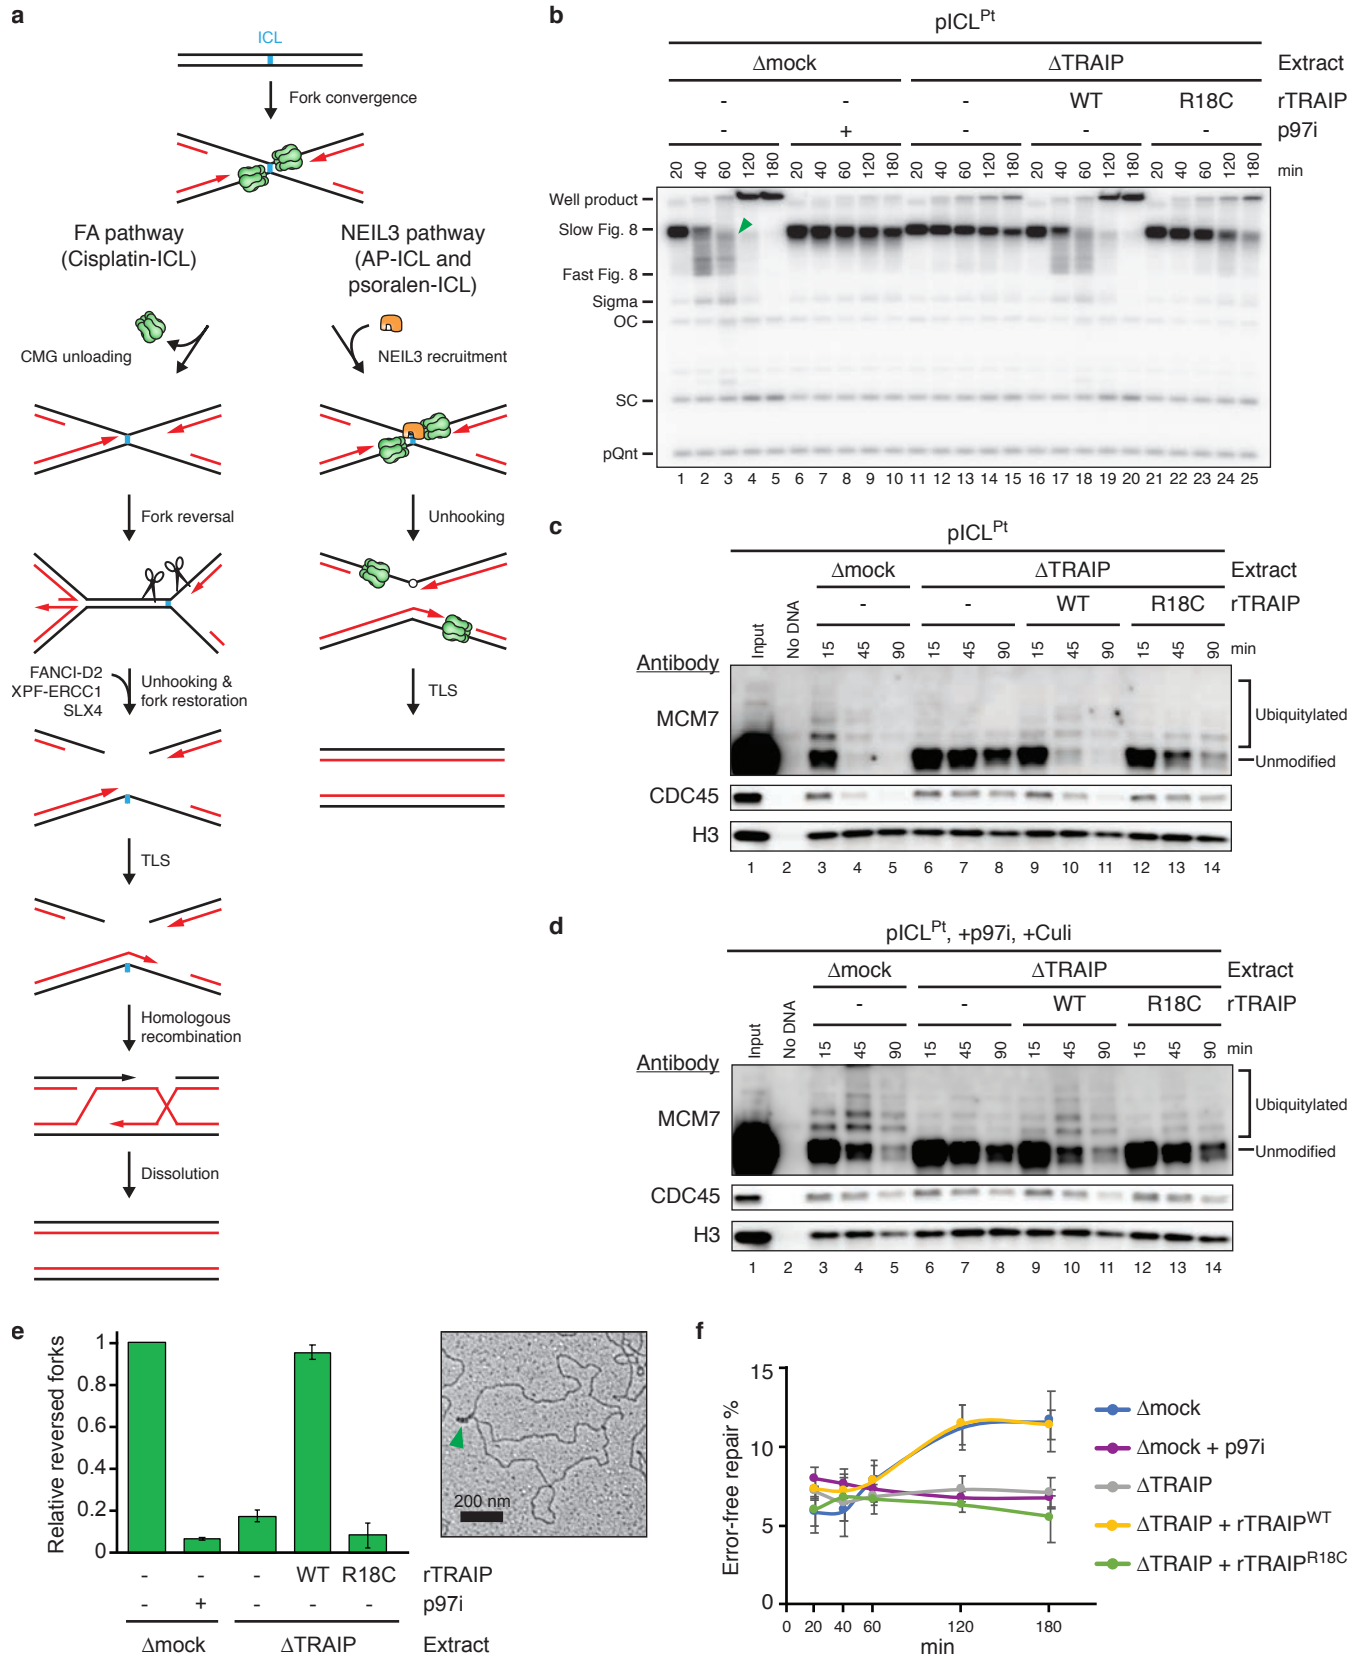 a
ICL
Fork convergence
FA pathway
(Cisplatin-ICL)
NEIL3 pathway
(AP-ICL and
psoralen-ICL)
CMG unloading
NEIL3 recruitment
Fork reversal
Unhooking
FANCI-D2
XPF-ERCC1
SLX4
Unhooking &
fork restoration
TLS
TLS
Homologous
recombination
Dissolution
b
pICLPt
Δmock ΔTRAIP Extract
- - - WT R18C rTRAIP
- + - - - p97i
20 40 60 120 180 20 40 60 120 180 20 40 60 120 180 20 40 60 120 180 20 40 60 120 180 min
Well product
Slow Fig. 8
Fast Fig. 8
Sigma
OC
SC
pQnt
1 2 3 4 5 6 7 8 9 10 11 12 13 14 15 16 17 18 19 20 21 22 23 24 25
c
pICLPt
Δmock ΔTRAIP Extract
- - WT R18C rTRAIP
Input No DNA 15 45 90 15 45 90 15 45 90 15 45 90 min
Antibody
MCM7
Ubiquitylated
Unmodified
CDC45
H3
1 2 3 4 5 6 7 8 9 10 11 12 13 14
d
pICLPt, +p97i, +Culi
Δmock ΔTRAIP Extract
- - WT R18C rTRAIP
Input No DNA 15 45 90 15 45 90 15 45 90 15 45 90 min
Antibody
MCM7
Ubiquitylated
Unmodified
CDC45
H3
1 2 3 4 5 6 7 8 9 10 11 12 13 14
e
Relative reversed forks
1
0.8
0.6
0.4
0.2
0
- - - WT R18C rTRAIP
- + - - - p97i
Δmock ΔTRAIP Extract
200 nm
f
Error-free repair %
15
10
5
0
0 20 40 60 120 180
min
Δmock
Δmock + p97i
ΔTRAIP
ΔTRAIP + rTRAIPWT
ΔTRAIP + rTRAIPR18C